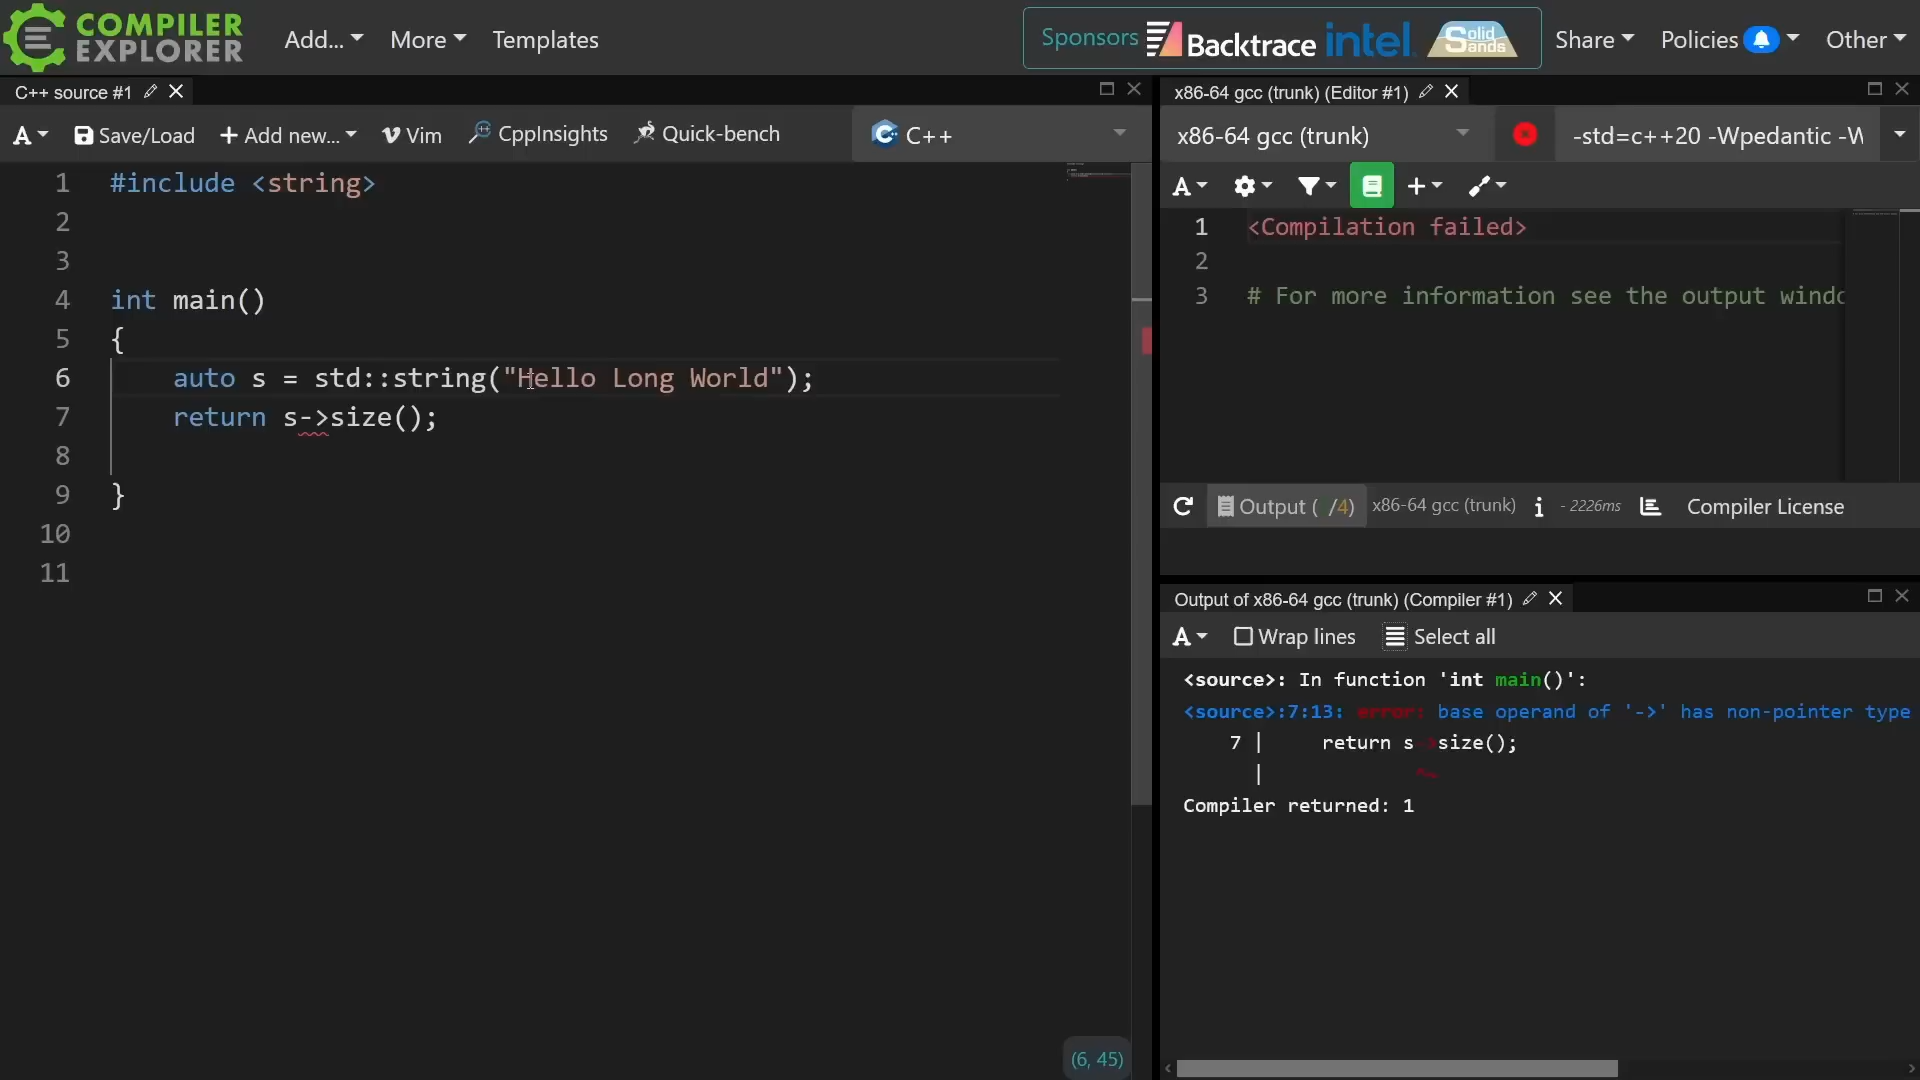 COMPILER EXPLORER
Add... More Templates
Sponsors Backtrace intel. Solid Sands
Share Policies Other
C++ source #1
A Save/Load + Add new... Vim CppInsights Quick-bench C++
1 #include <string>
2
3
4 int main()
5 {
6 auto s = std::string("Hello Long World");
7 return s->size();
8
9 }
10
11
(6, 45)
x86-64 gcc (trunk) (Editor #1)
x86-64 gcc (trunk) -std=c++20 -Wpedantic -W
A
1 <Compilation failed>
2
3 # For more information see the output windo
Output ( /4) x86-64 gcc (trunk) i - 2226ms Compiler License
Output of x86-64 gcc (trunk) (Compiler #1)
A Wrap lines Select all
<source>: In function 'int main()':
<source>:7:13: error: base operand of '->' has non-pointer type
7 | return s->size();
| ^~
Compiler returned: 1